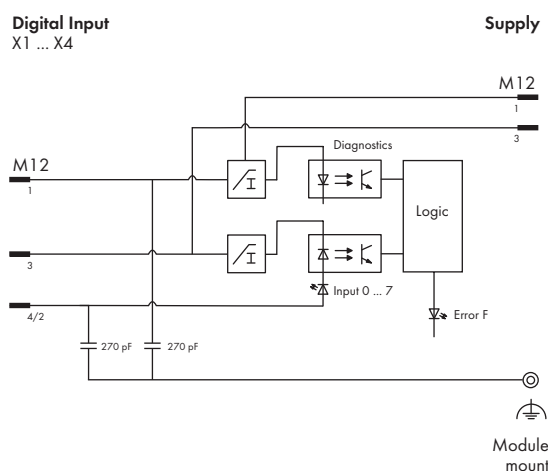 Digital Input
X1 ... X4
Supply
M12
1
3
Diagnostics
M12
1
Logic
3
Input 0 ... 7
4/2
Error F
270 pF
270 pF
Module
mount